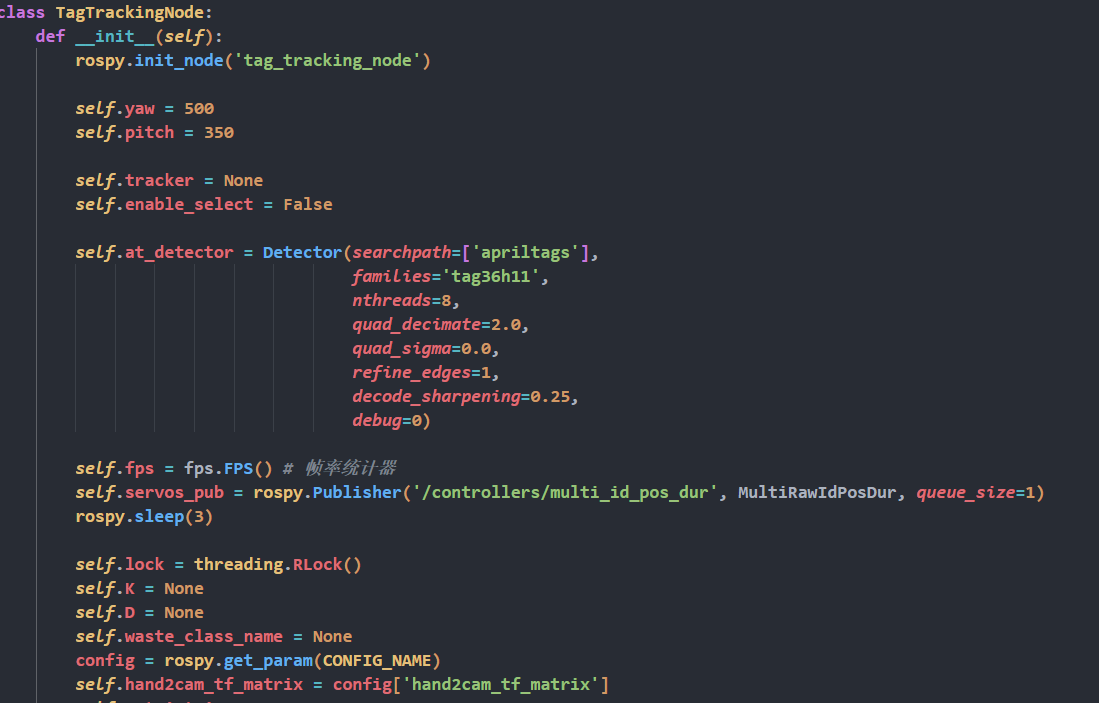 class TagTrackingNode:
def __init__(self):
rospy.init_node('tag_tracking_node')
self.yaw = 500
self.pitch = 350
self.tracker = None
self.enable_select = False
self.at_detector = Detector(searchpath=['apriltags'],
families='tag36h11',
nthreads=8,
quad_decimate=2.0,
quad_sigma=0.0,
refine_edges=1,
decode_sharpening=0.25,
debug=0)
self.fps = fps.FPS() # 帧率统计器
self.servos_pub = rospy.Publisher('/controllers/multi_id_pos_dur', MultiRawIdPosDur, queue_size=1)
rospy.sleep(3)
self.lock = threading.RLock()
self.K = None
self.D = None
self.waste_class_name = None
config = rospy.get_param(CONFIG_NAME)
self.hand2cam_tf_matrix = config['hand2cam_tf_matrix']